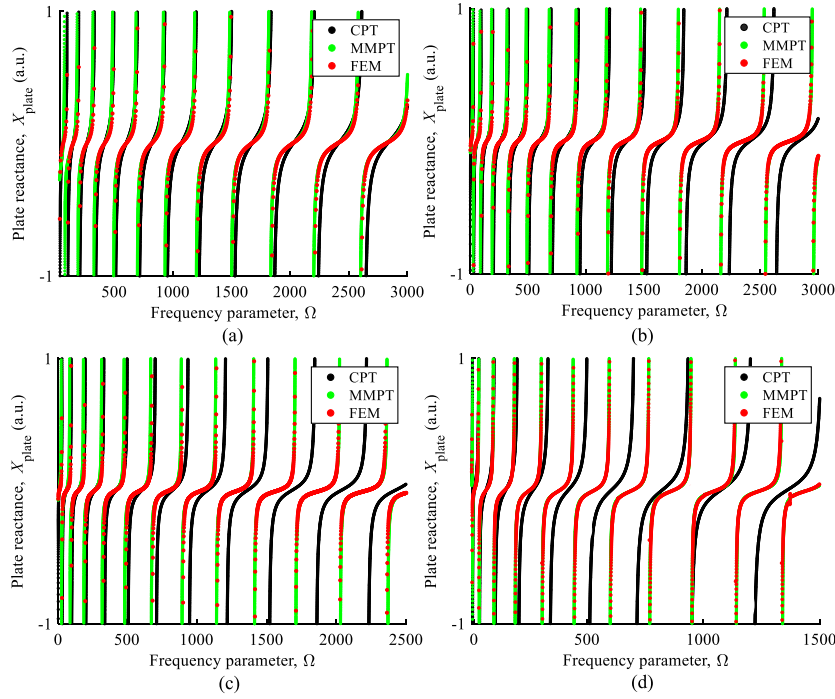 1
CPT
MMPT
FEM
Plate reactance, X_plate (a.u.)
-1
500 1000 1500 2000 2500 3000
Frequency parameter, Ω
(a)
1
CPT
MMPT
FEM
Plate reactance, X_plate (a.u.)
-1
0 500 1000 1500 2000 2500 3000
Frequency parameter, Ω
(b)
1
CPT
MMPT
FEM
Plate reactance, X_plate (a.u.)
-1
0 500 1000 1500 2000 2500
Frequency parameter, Ω
(c)
1
CPT
MMPT
FEM
Plate reactance, X_plate (a.u.)
-1
0 500 1000 1500
Frequency parameter, Ω
(d)